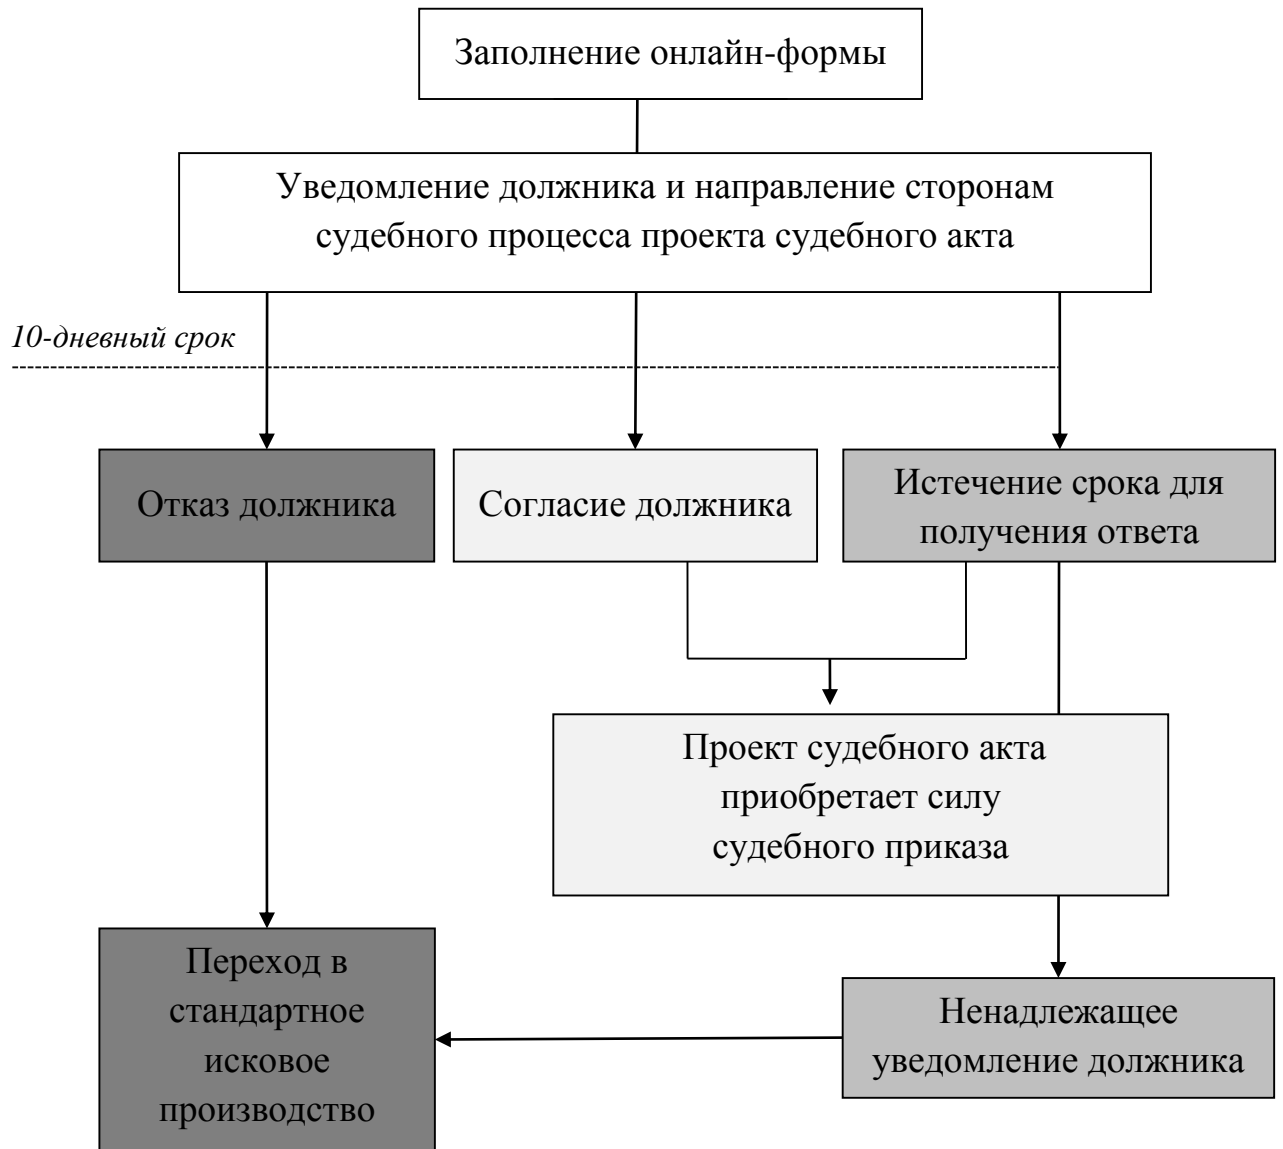 Заполнение онлайн-формы
Уведомление должника и направление сторонам
судебного процесса проекта судебного акта
10-дневный срок
Отказ должника
Согласие должника
Истечение срока для
получения ответа
Проект судебного акта
приобретает силу
судебного приказа
Переход в
стандартное
исковое
производство
Ненадлежащее
уведомление должника